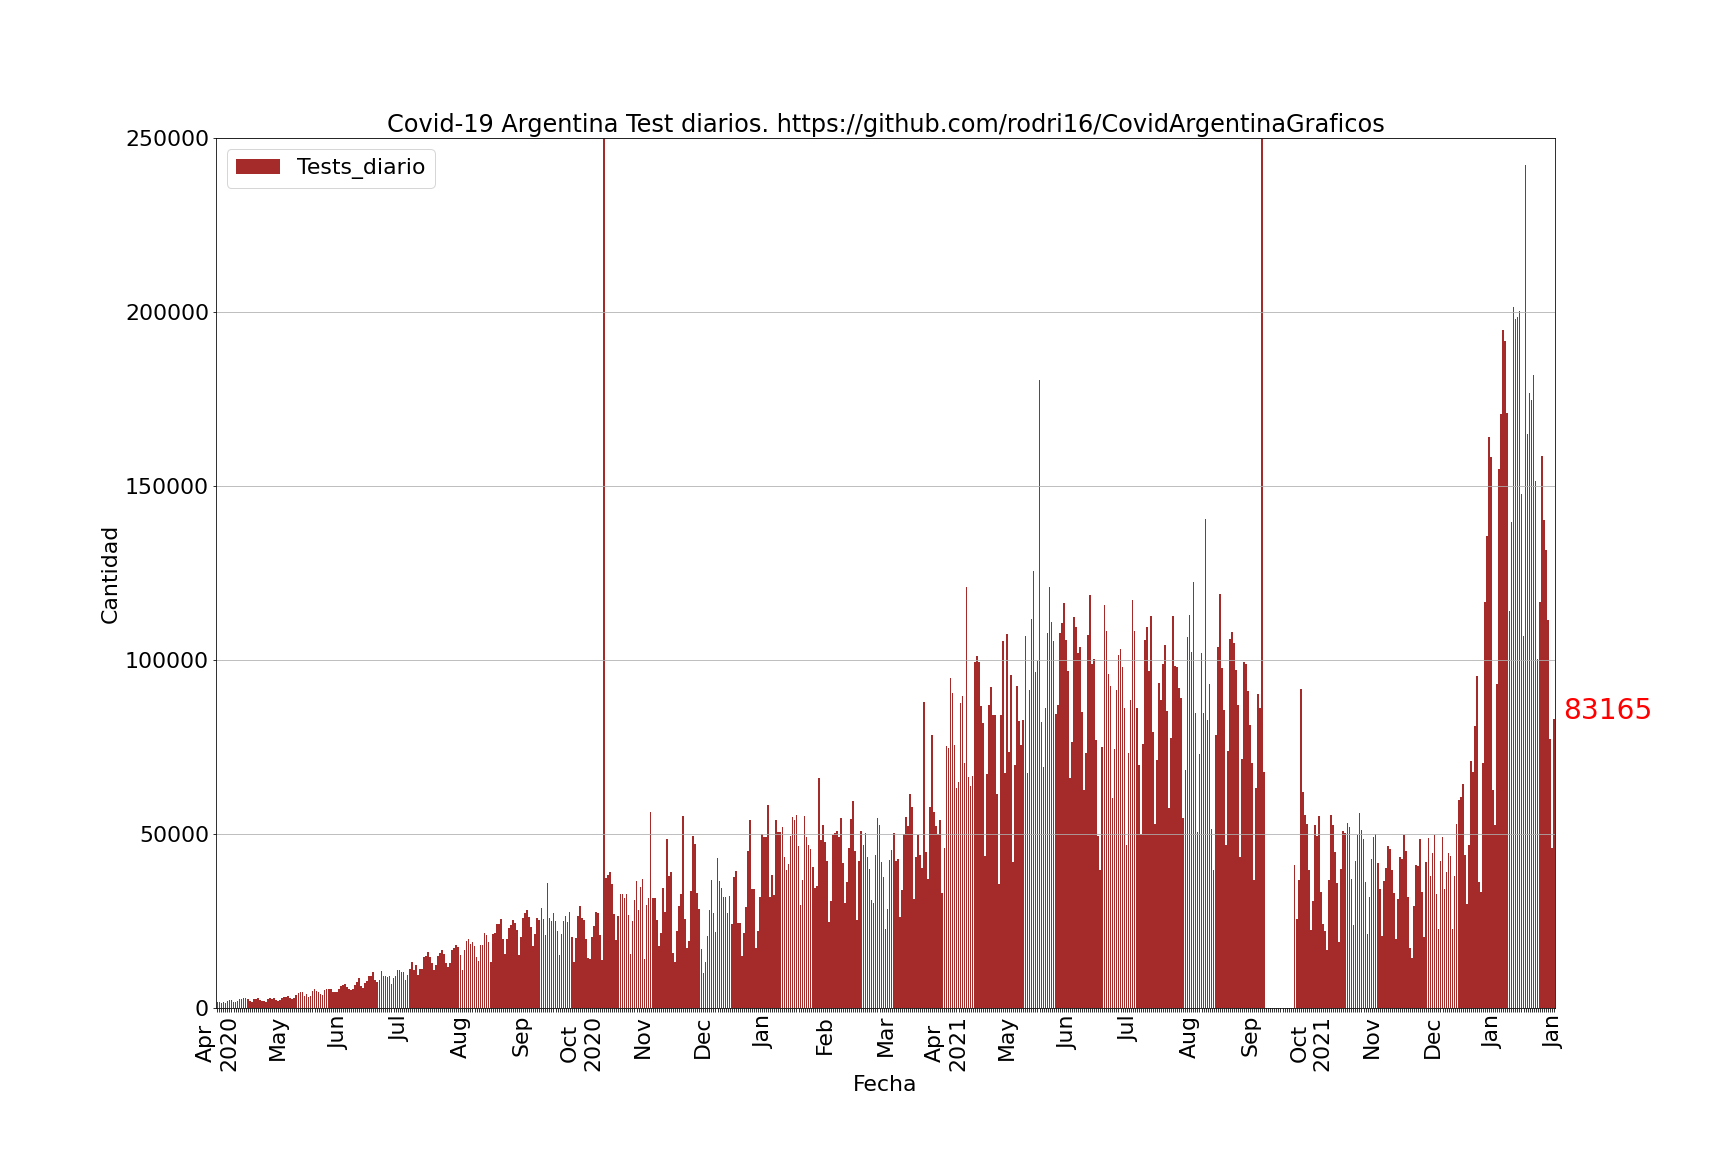 Covid-19 Argentina Test diarios. https://github.com/rodri16/CovidArgentinaGraficos
Tests_diario
250000
200000
150000
100000
50000
0
Cantidad
83165
Apr
2020
May
Jun
Jul
Aug
Sep
Oct
2020
Nov
Dec
Jan
Feb
Mar
Apr
2021
May
Jun
Jul
Aug
Sep
Oct
2021
Nov
Dec
Jan
Jan
Fecha